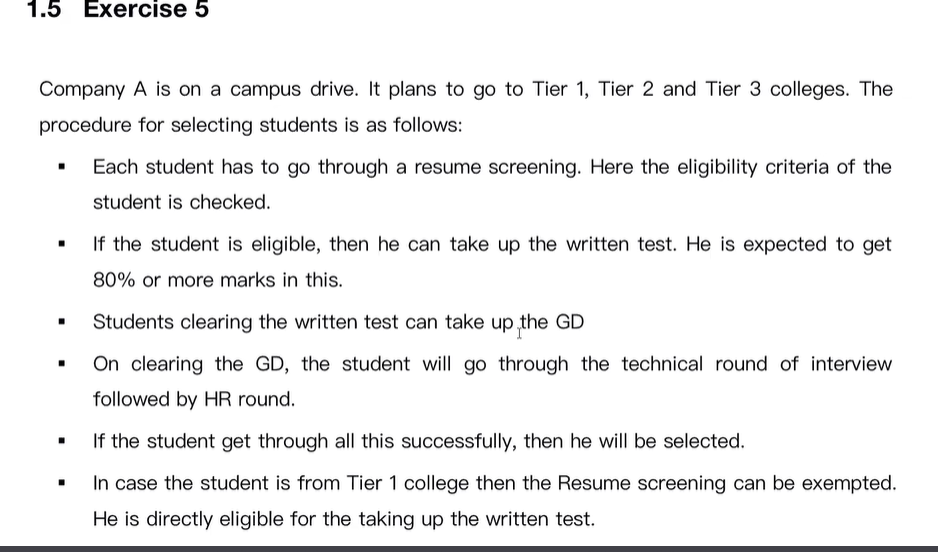 1.5 Exercise 5
Company A is on a campus drive. It plans to go to Tier 1, Tier 2 and Tier 3 colleges. The
procedure for selecting students is as follows:
▪ Each student has to go through a resume screening. Here the eligibility criteria of the
student is checked.
▪ If the student is eligible, then he can take up the written test. He is expected to get
80% or more marks in this.
▪ Students clearing the written test can take up the GD
▪ On clearing the GD, the student will go through the technical round of interview
followed by HR round.
▪ If the student get through all this successfully, then he will be selected.
▪ In case the student is from Tier 1 college then the Resume screening can be exempted.
He is directly eligible for the taking up the written test.